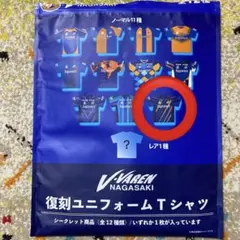 V·VAREN
ノーマル11種
レア1種
?
V·VAREN
NAGASAKI
復刻ユニフォームTシャツ
シークレット商品(全12種類)/いずれか1枚が入っています